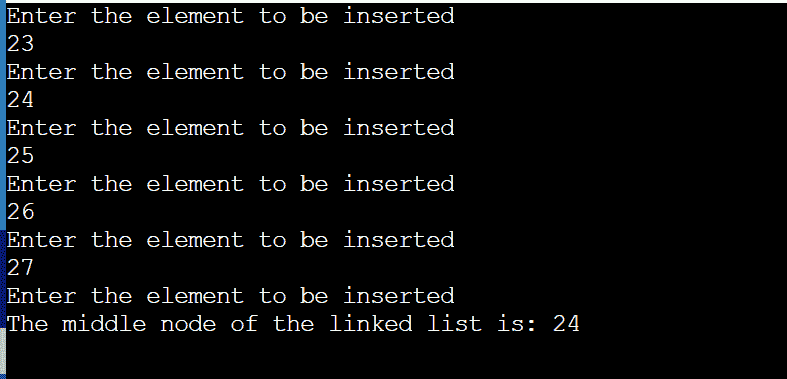 Enter the element to be inserted
23
Enter the element to be inserted
24
Enter the element to be inserted
25
Enter the element to be inserted
26
Enter the element to be inserted
27
Enter the element to be inserted
The middle node of the linked list is: 24